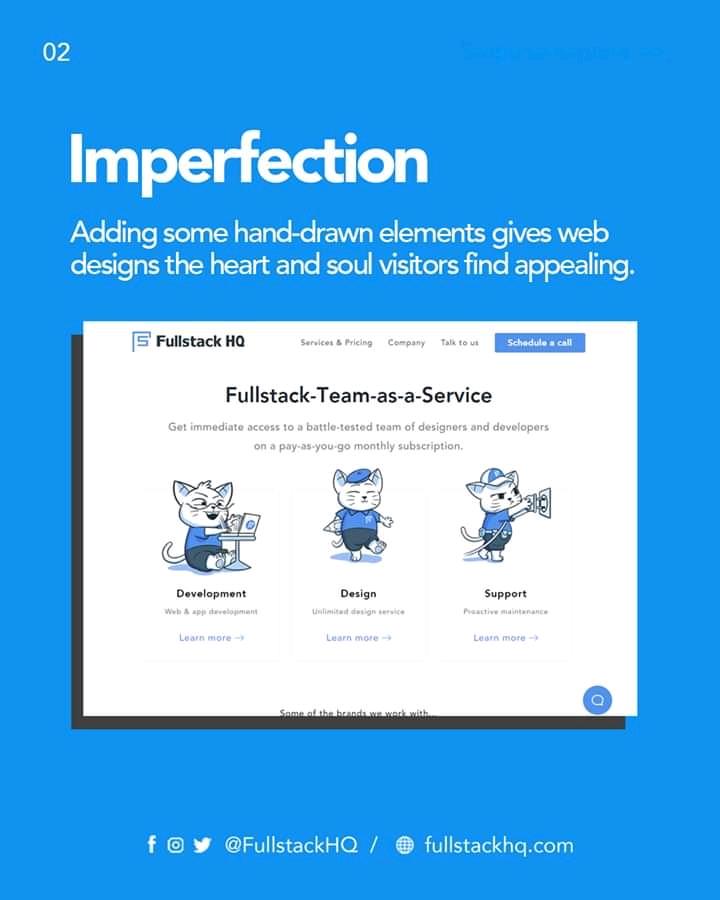 02
Imperfection
Adding some hand-drawn elements gives web
designs the heart and soul visitors find appealing.
Fullstack HQ
Services & Pricing
Company
Talk to us
Schedule a call
Fullstack-Team-as-a-Service
Get immediate access to a battle-tested team of designers and developers
on a pay-as-you-go monthly subscription.
Development
Design
Support
Web & app development
Unlimited design service
Proactive maintenance
Learn more →
Learn more →
Learn more →
Some of the brands we work with...
@FullstackHQ / fullstackhq.com